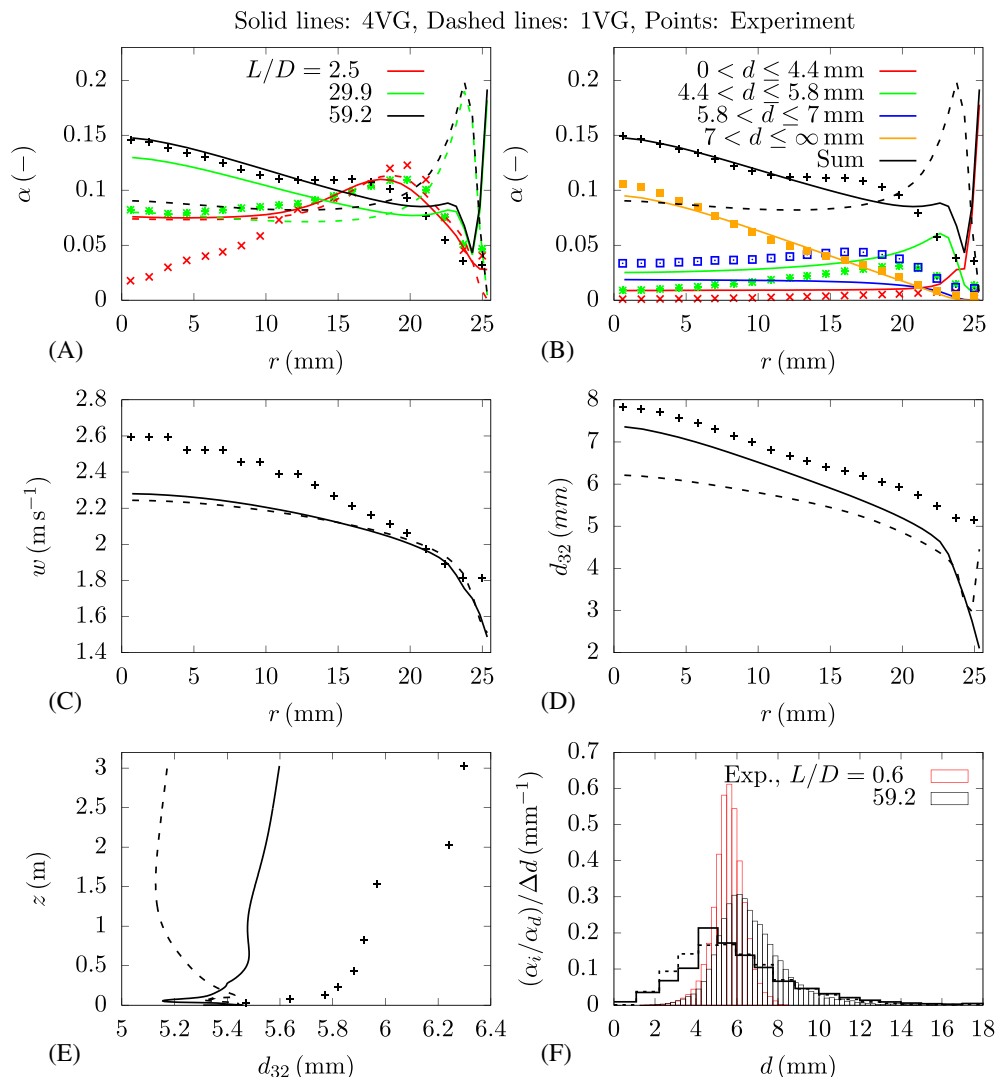 Solid lines: 4VG, Dashed lines: 1VG, Points: Experiment
L/D = 2.5
29.9
59.2
0.2
0.15
0.1
0.05
0
α (−)
0 5 10 15 20 25
r (mm)
(A)
0 < d ≤ 4.4 mm
4.4 < d ≤ 5.8 mm
5.8 < d ≤ 7 mm
7 < d ≤ ∞ mm
Sum
0.2
0.15
0.1
0.05
0
α (−)
0 5 10 15 20 25
r (mm)
(B)
2.8
2.6
2.4
2.2
2
1.8
1.6
1.4
w (m s⁻¹)
0 5 10 15 20 25
r (mm)
(C)
8
7
6
5
4
3
2
d₃₂ (mm)
0 5 10 15 20 25
r (mm)
(D)
3
2.5
2
1.5
1
0.5
0
z (m)
5 5.2 5.4 5.6 5.8 6 6.2 6.4
d₃₂ (mm)
(E)
Exp., L/D = 0.6
59.2
0.7
0.6
0.5
0.4
0.3
0.2
0.1
0
(αᵢ/α_d)/Δd (mm⁻¹)
0 2 4 6 8 10 12 14 16 18
d (mm)
(F)